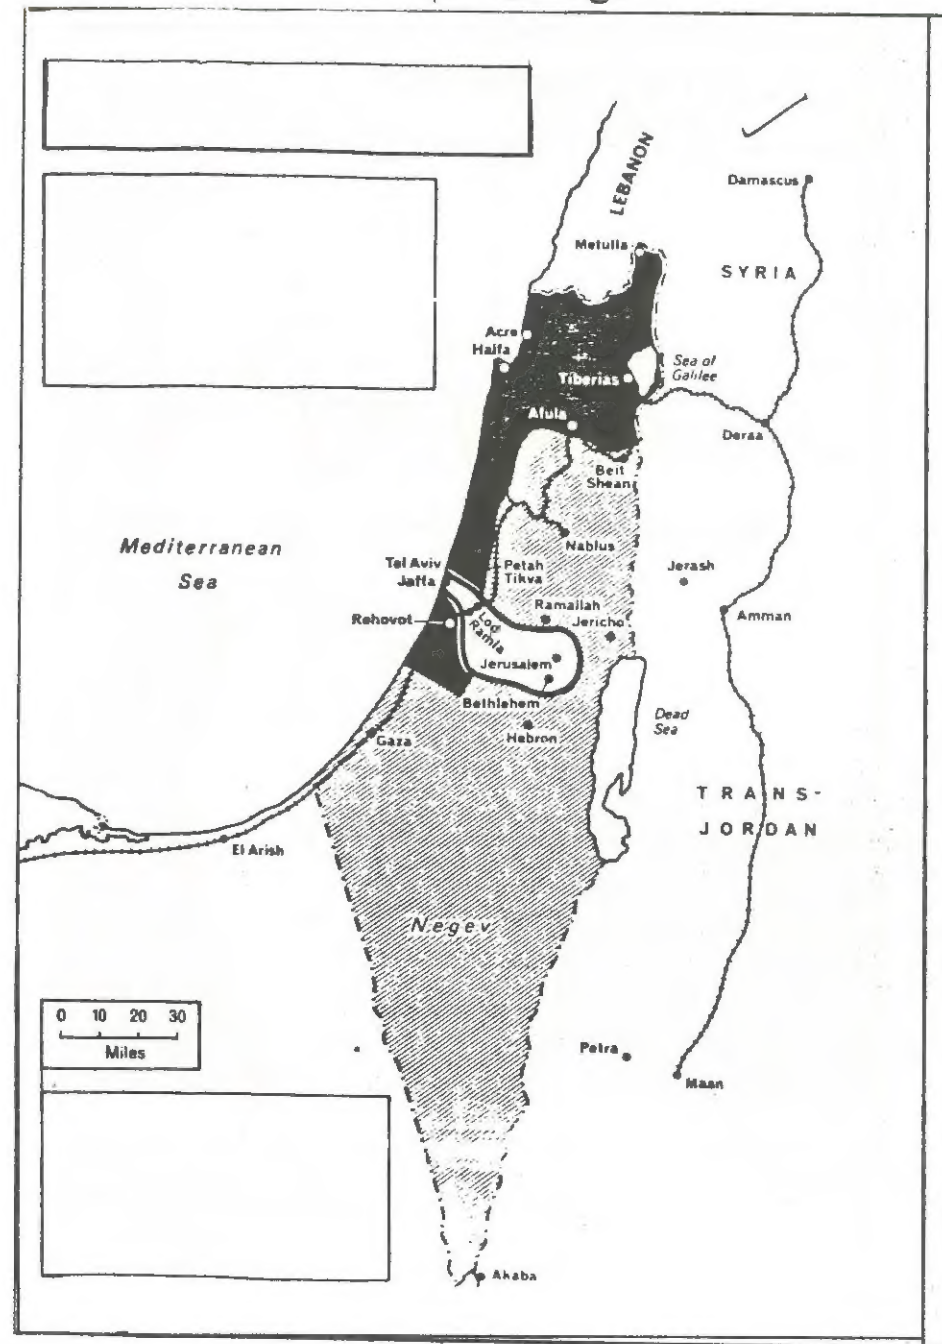 LEBANON
Damascus
Metulla
SYRIA
Acre
Haifa
Sea of
Galilee
Tiberias
Afula
Deraa
Beit
Shean
Mediterranean
Sea
Nablus
Tel Aviv
Jaffa
Petah
Tikva
Jerash
Ramallah
Jericho
Amman
Rehovot
Lod
Ramla
Jerusalem
Bethlehem
Dead
Sea
Gaza
Hebron
TRANS-
JORDAN
El Arish
Negev
0 10 20 30
Miles
Petra
Maan
Akaba